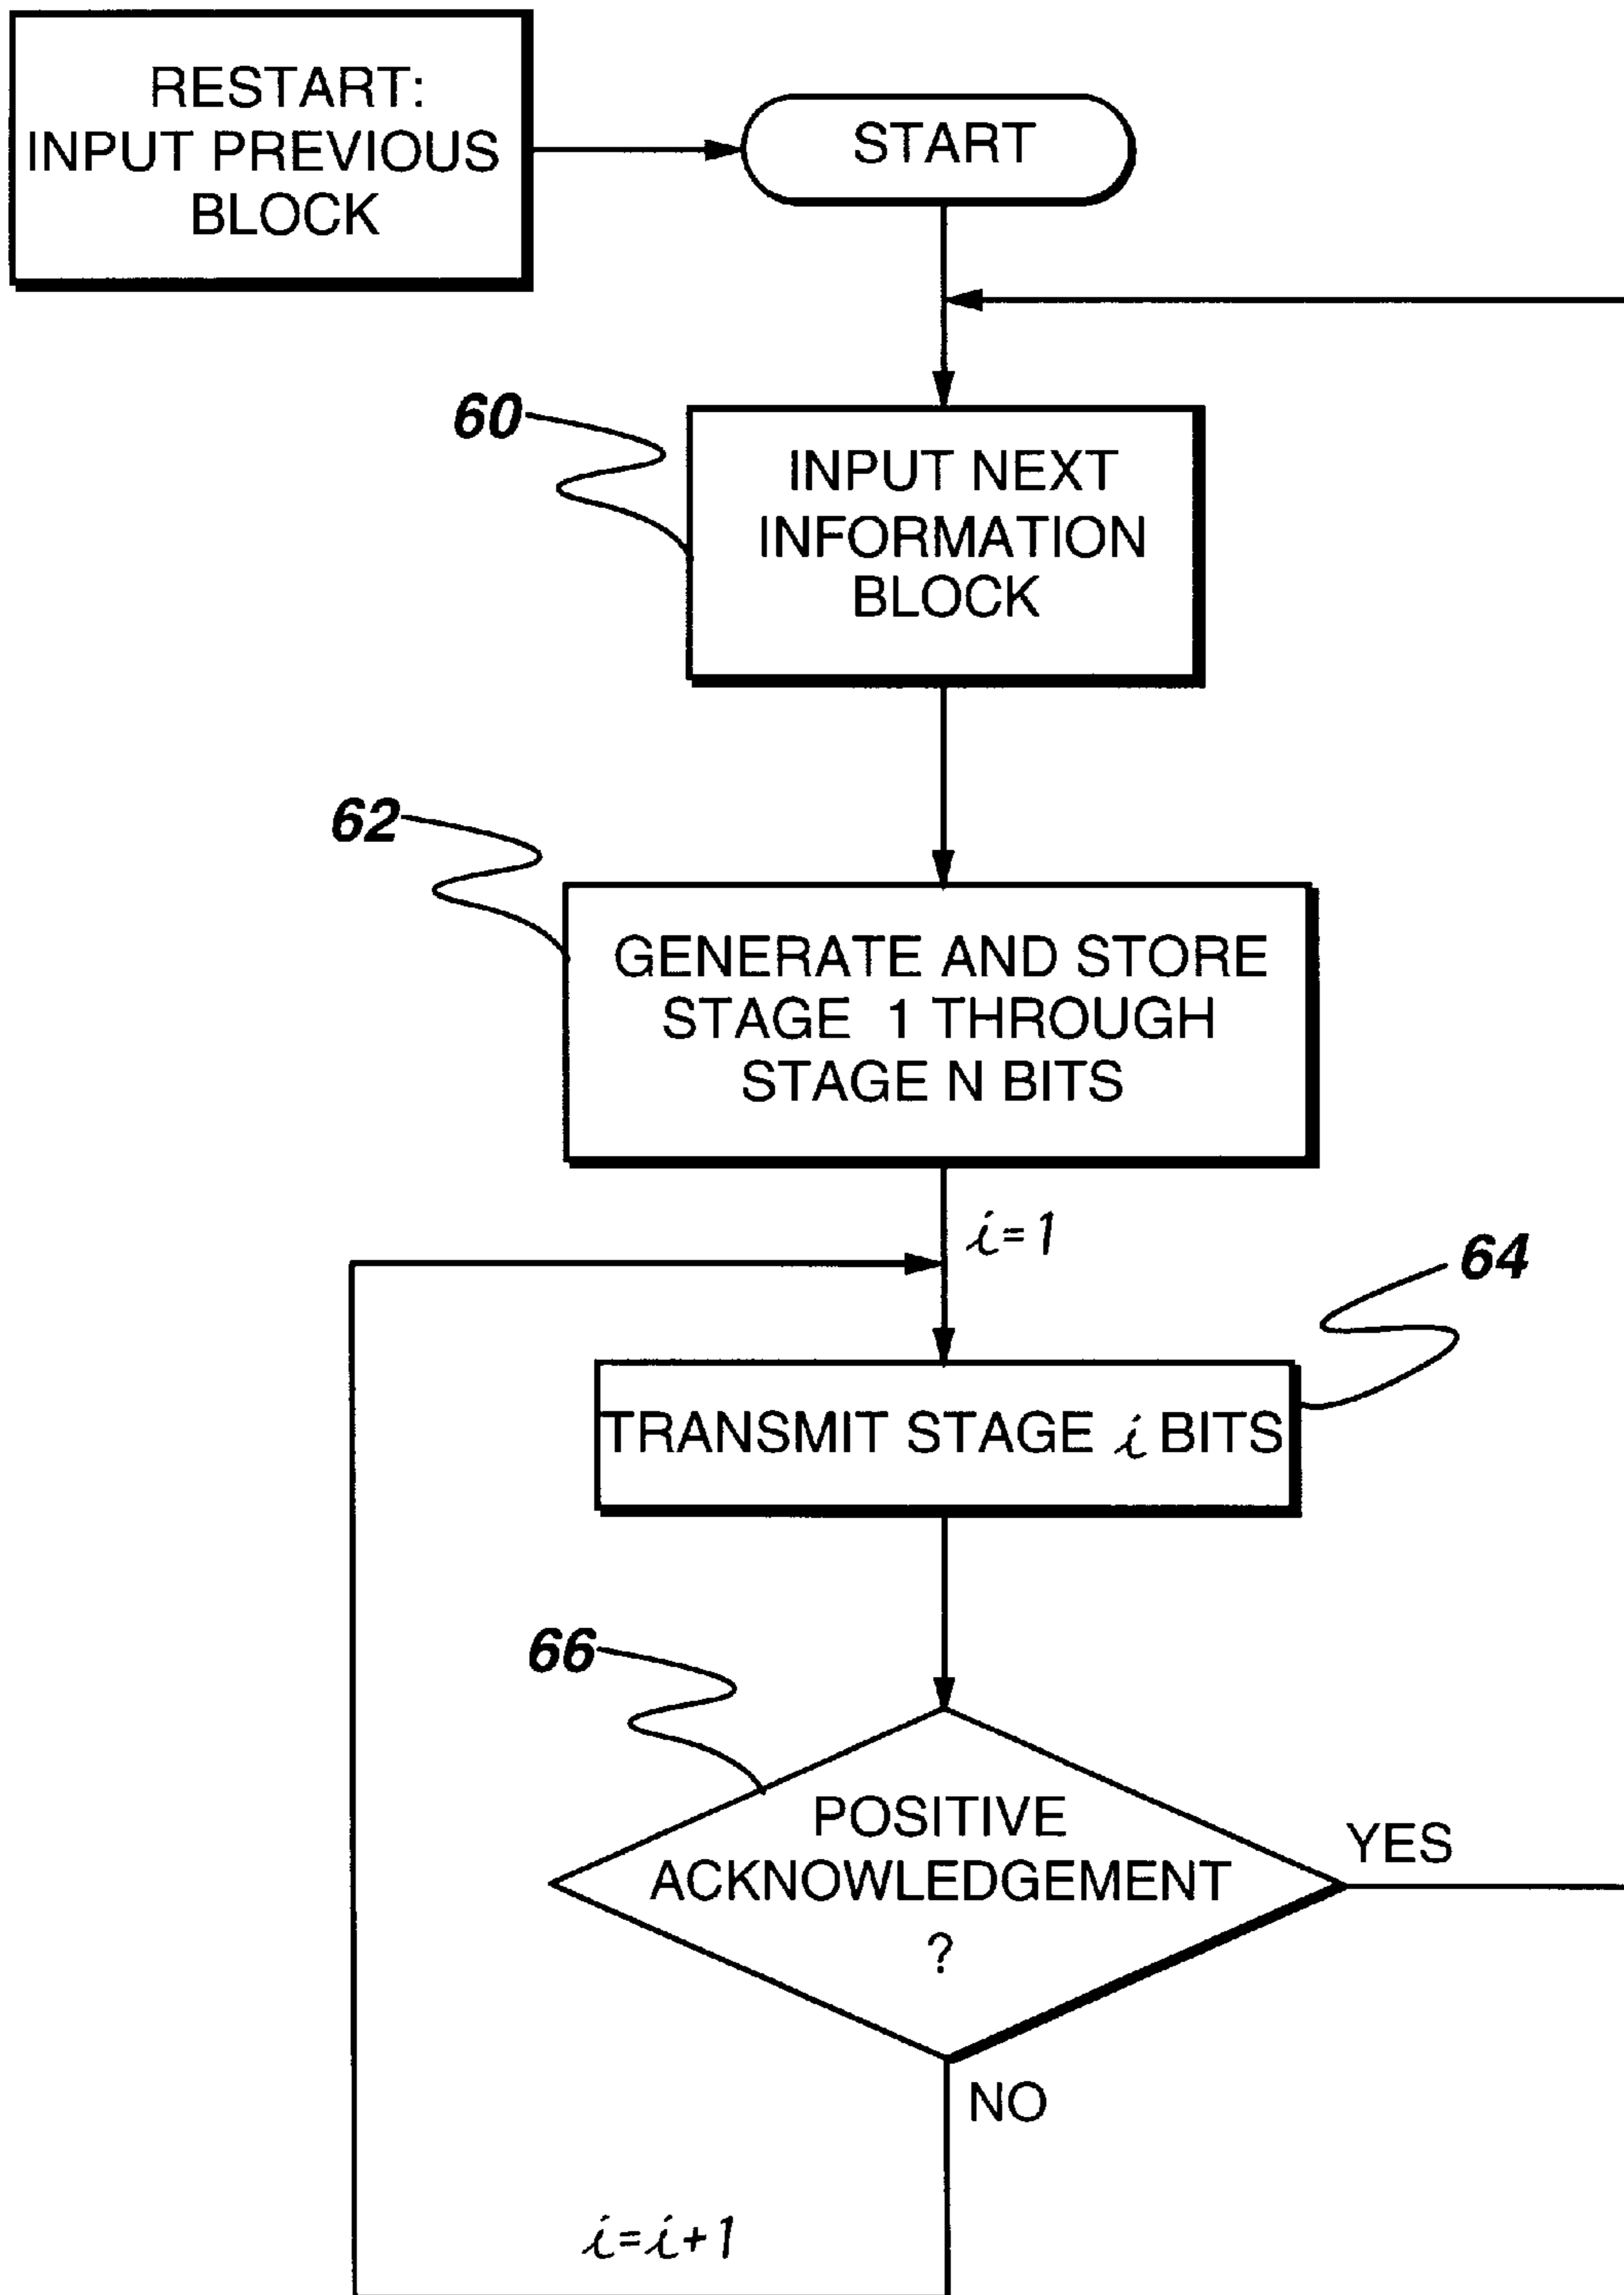 RESTART:
INPUT PREVIOUS
BLOCK
START
60
INPUT NEXT
INFORMATION
BLOCK
62
GENERATE AND STORE
STAGE 1 THROUGH
STAGE N BITS
i=1
64
TRANSMIT STAGE i BITS
66
POSITIVE
ACKNOWLEDGEMENT
?
YES
NO
i=i+1